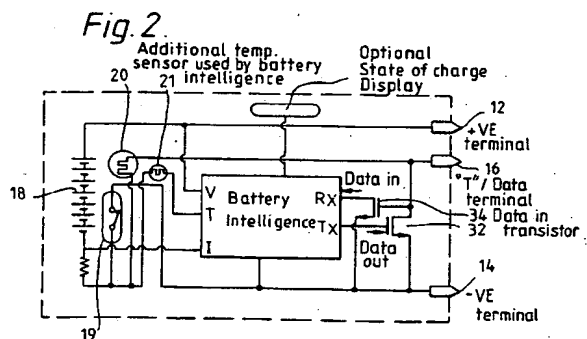 Fig. 2.
Additional temp.
sensor used by battery
intelligence
Optional
State of charge
Display
20
21
12
+VE
terminal
16
"T"/Data
terminal
18
V
T
I
Battery
Intelligence
Rx
Tx
Data in
Data
out
34 Data in
32 transistor
14
-VE
terminal
19